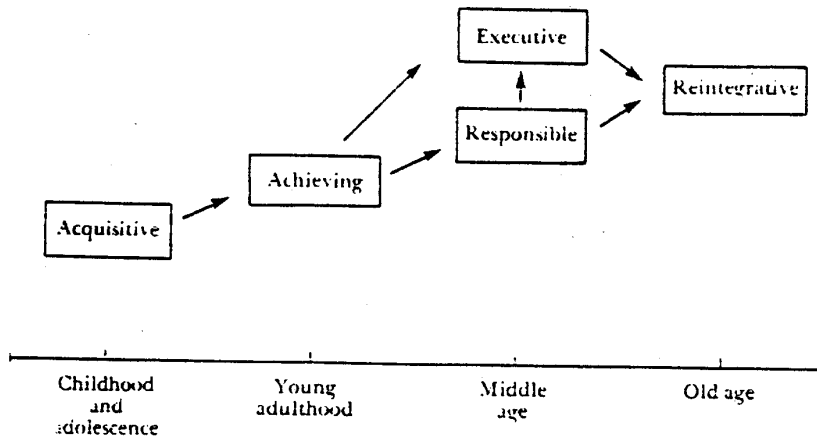 Executive
Reintegrative
Responsible
Achieving
Acquisitive
Childhood
and
adolescence
Young
adulthood
Middle
age
Old age